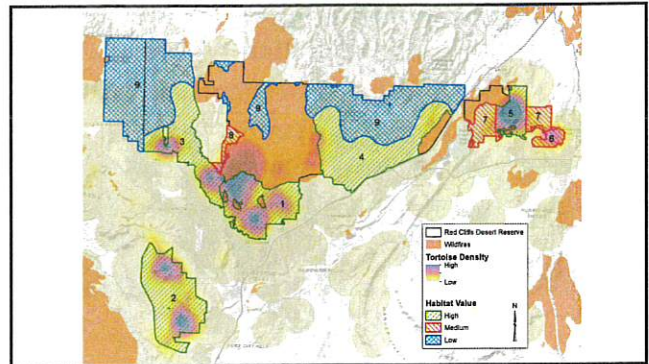 9
3
8
9
9
4
7
5
7
6
1
2
Red Cliffs Desert Reserve
Wildfires
Tortoise Density
High
Low
Habitat Value
High
Medium
Low
N